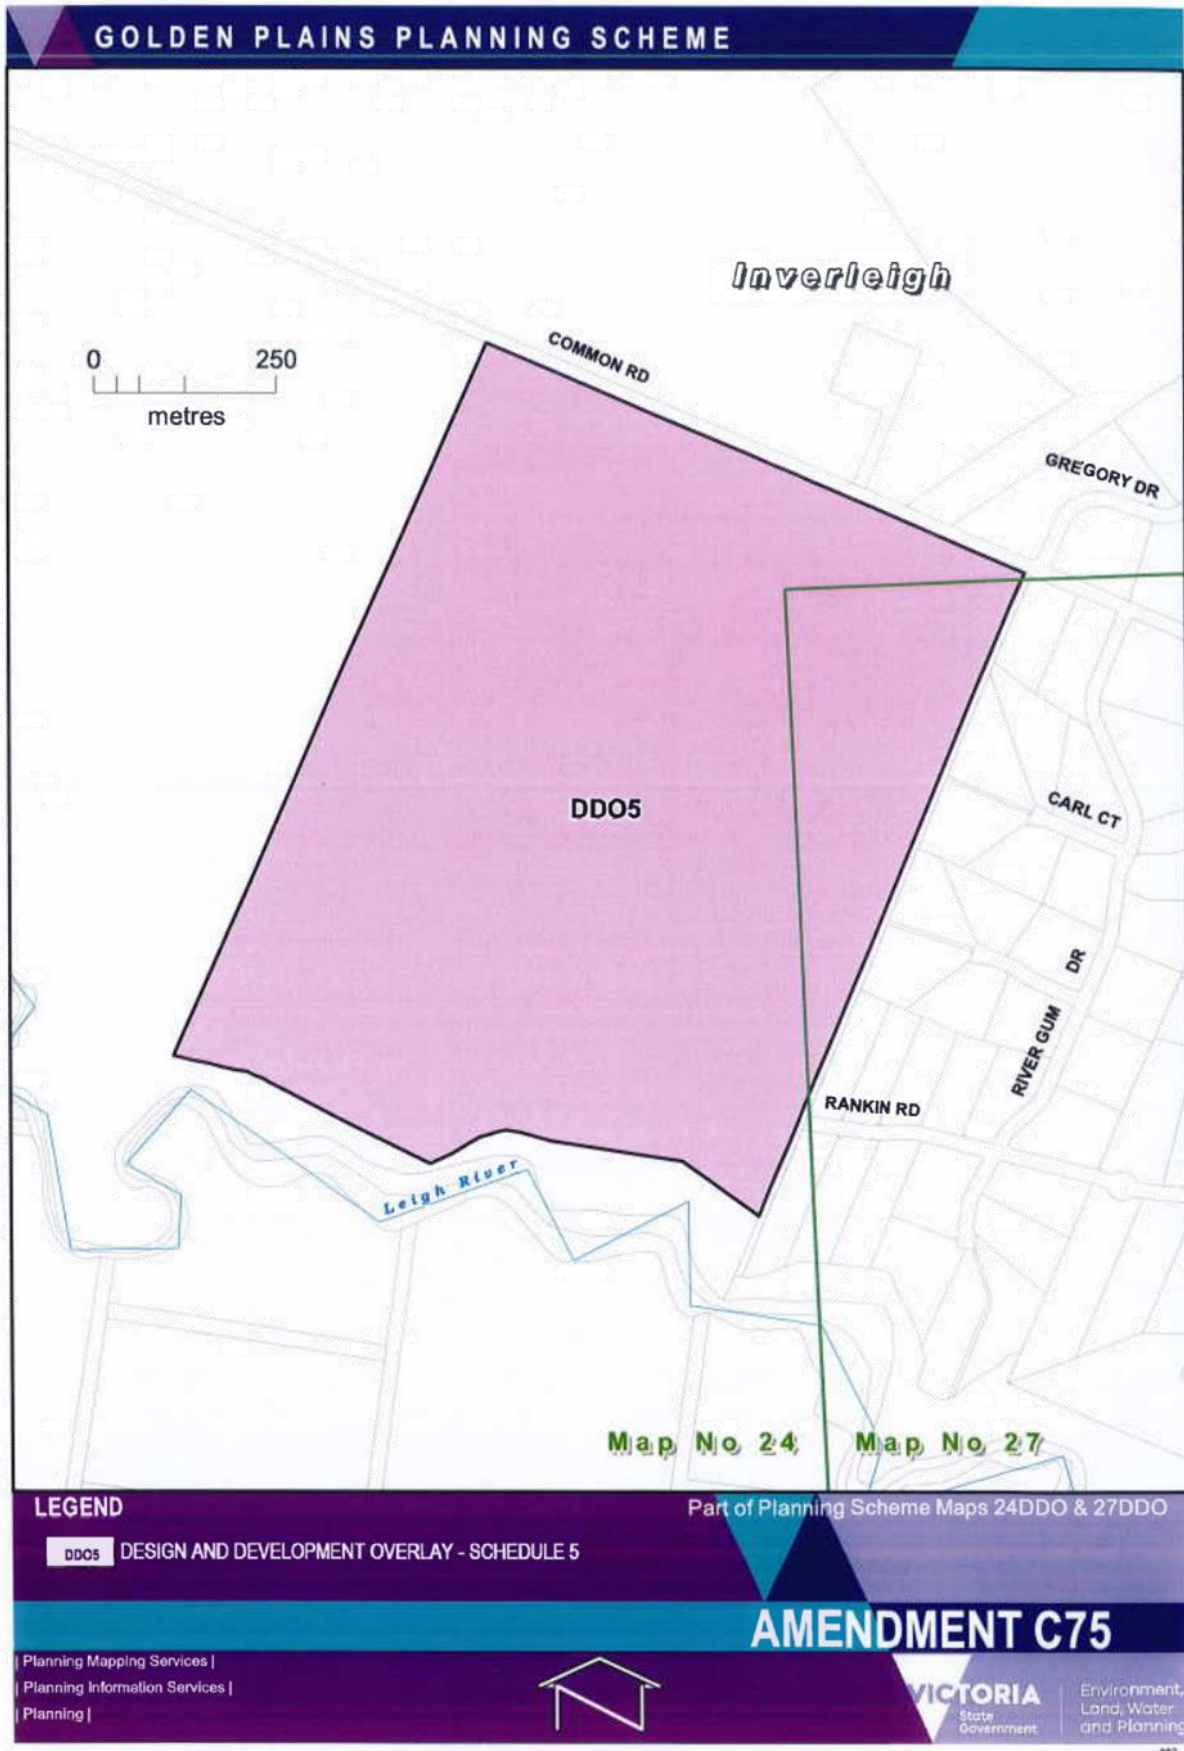 GOLDEN PLAINS PLANNING SCHEME
Inverleigh
COMMON RD
0 250
metres
GREGORY DR
DDO5
CARL CT
RIVER GUM DR
RANKIN RD
Leigh River
Map No 24 Map No 27
LEGEND
Part of Planning Scheme Maps 24DDO & 27DDO
DDO5 DESIGN AND DEVELOPMENT OVERLAY - SCHEDULE 5
AMENDMENT C75
| Planning Mapping Services |
| Planning Information Services |
| Planning |
VICTORIA
State
Government
Environment,
Land, Water
and Planning